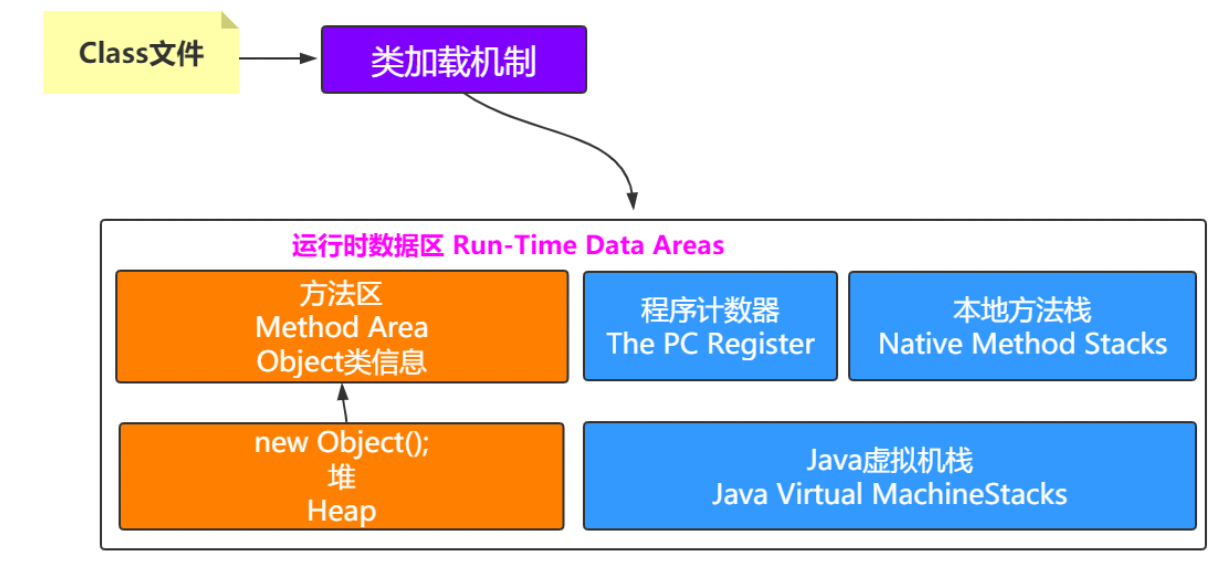 Class文件
类加载机制
运行时数据区 Run-Time Data Areas
方法区
Method Area
Object类信息
程序计数器
The PC Register
本地方法栈
Native Method Stacks
new Object();
堆
Heap
Java虚拟机栈
Java Virtual MachineStacks